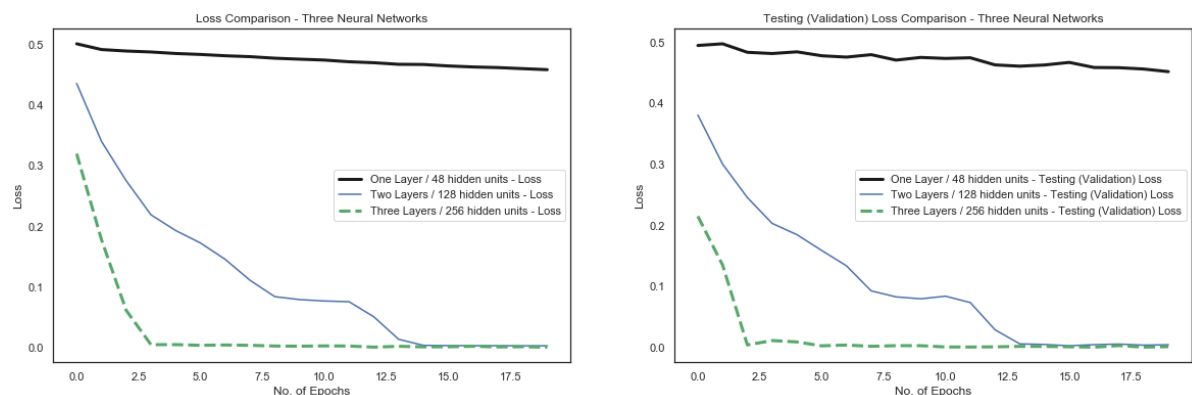 Loss Comparison - Three Neural Networks
0.5
0.4
0.3
0.2
0.1
0.0
Loss
One Layer / 48 hidden units - Loss
Two Layers / 128 hidden units - Loss
Three Layers / 256 hidden units - Loss
0.0 2.5 5.0 7.5 10.0 12.5 15.0 17.5
No. of Epochs
Testing (Validation) Loss Comparison - Three Neural Networks
0.5
0.4
0.3
0.2
0.1
0.0
Loss
One Layer / 48 hidden units - Testing (Validation) Loss
Two Layers / 128 hidden units - Testing (Validation) Loss
Three Layers / 256 hidden units - Testing (Validation) Loss
0.0 2.5 5.0 7.5 10.0 12.5 15.0 17.5
No. of Epochs